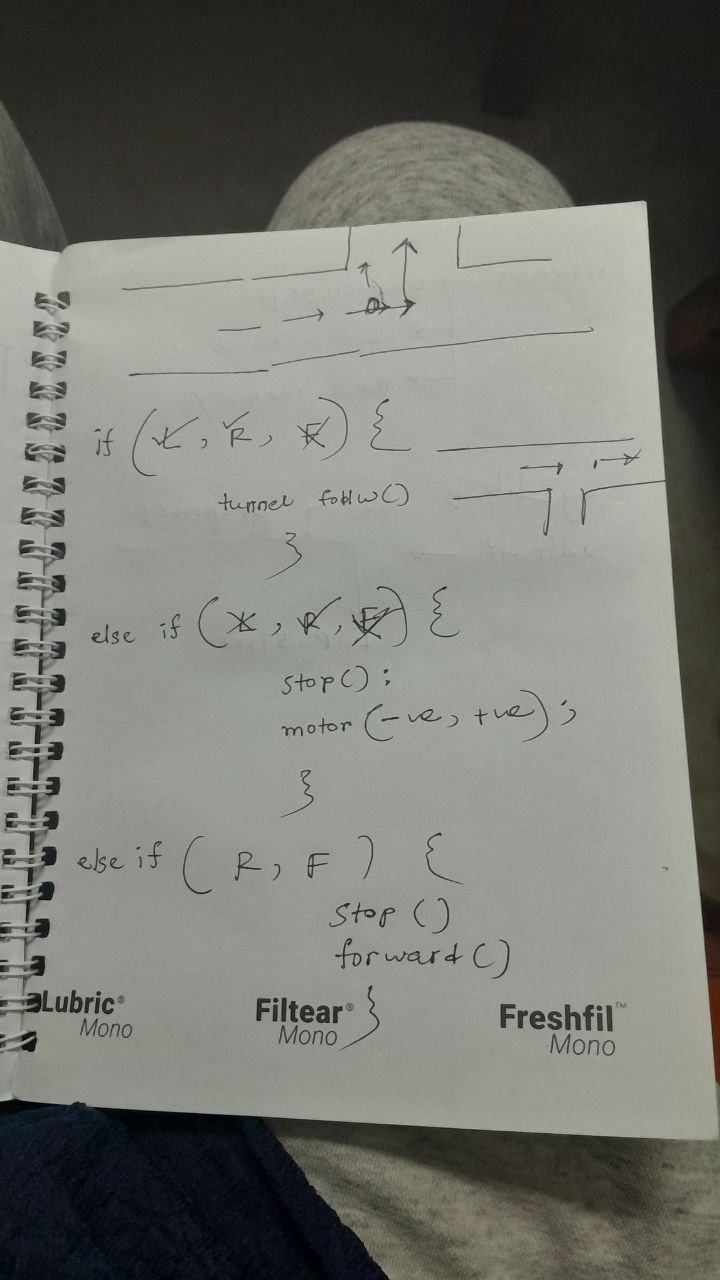 if (L, R, F) {
tunnel follow()
}
else if (L, R, F) {
stop();
motor (-ve, +ve);
}
else if ( R, F ) {
stop ()
forward ()
}
Lubric® Filtear® Freshfil™
Mono Mono Mono